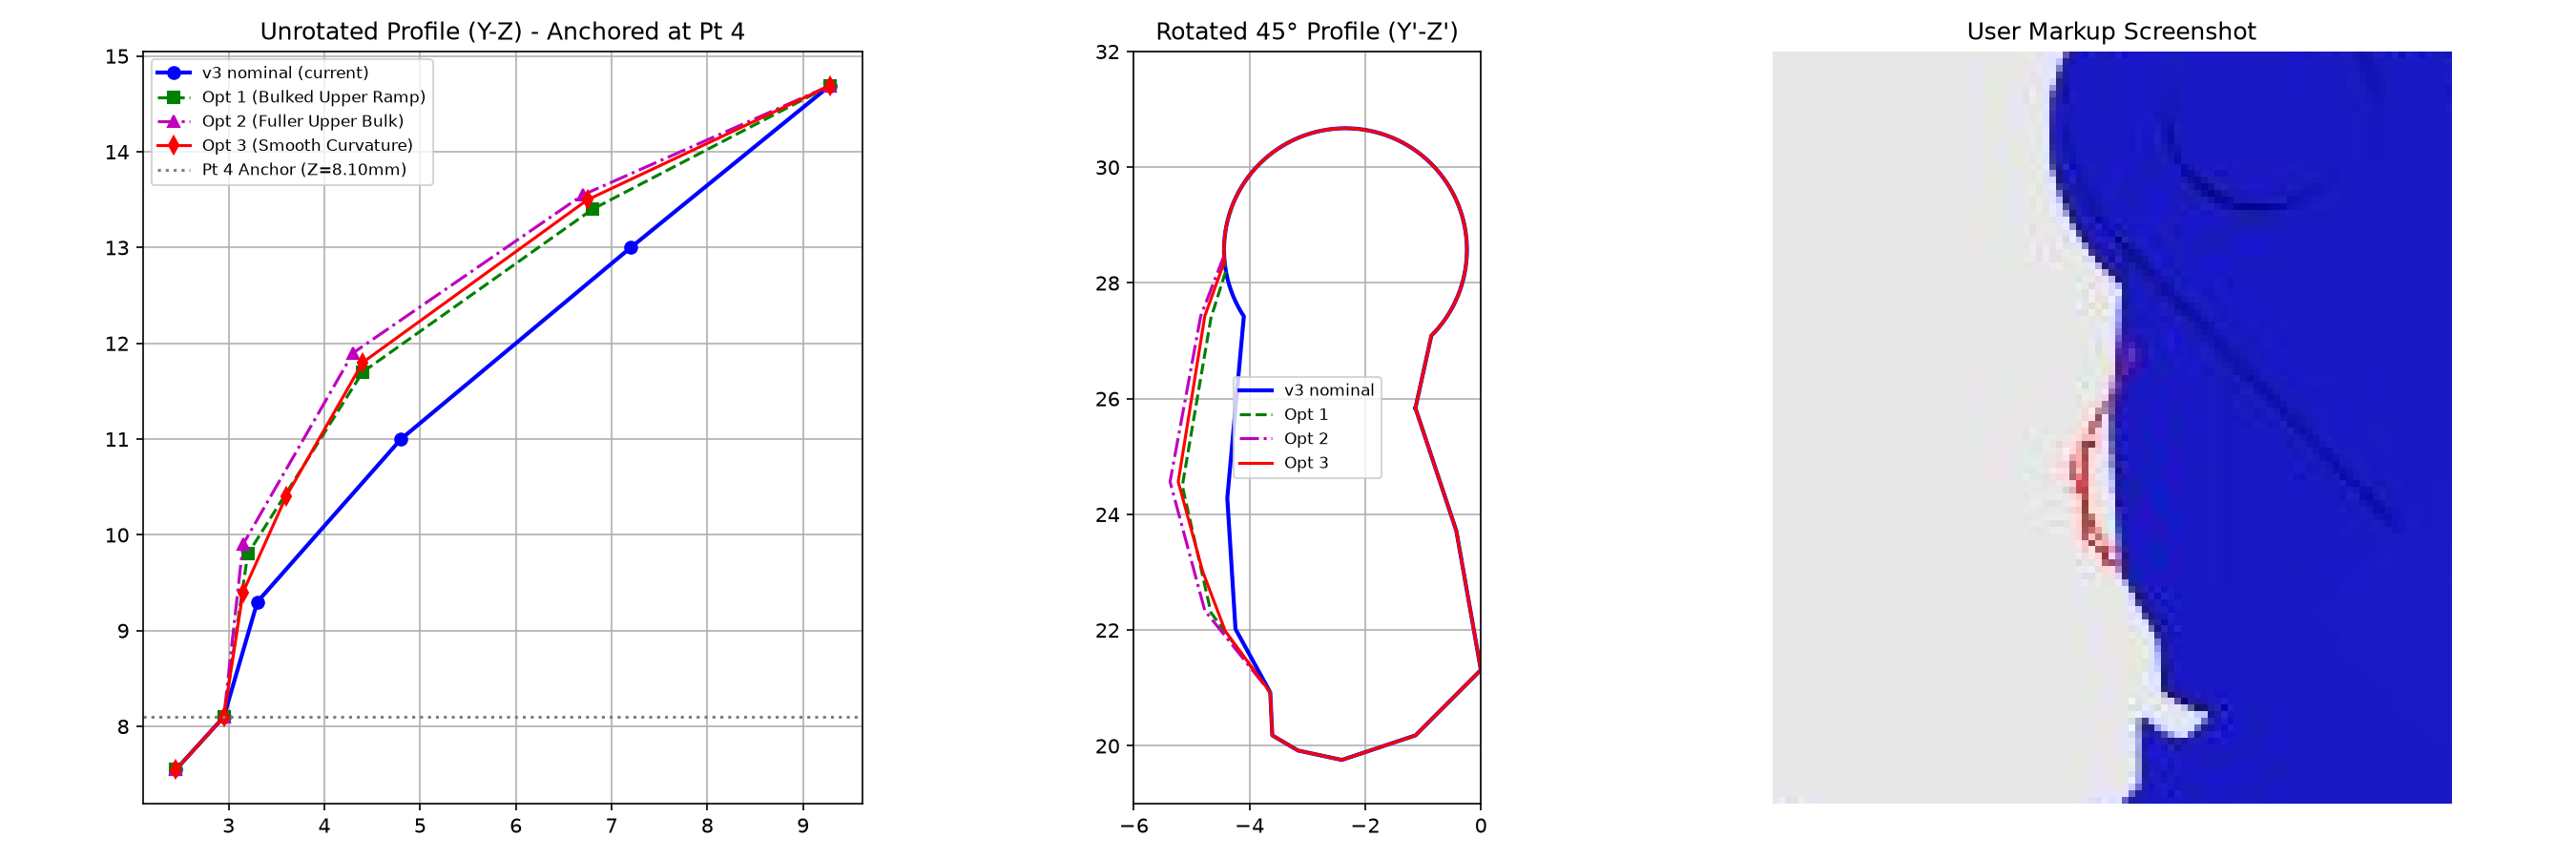 Unrotated Profile (Y-Z) - Anchored at Pt 4
15
14
13
12
11
10
9
8
3 4 5 6 7 8 9
v3 nominal (current)
Opt 1 (Bulked Upper Ramp)
Opt 2 (Fuller Upper Bulk)
Opt 3 (Smooth Curvature)
Pt 4 Anchor (Z=8.10mm)
Rotated 45° Profile (Y'-Z')
32
30
28
26
24
22
20
−6 −4 −2 0
v3 nominal
Opt 1
Opt 2
Opt 3
User Markup Screenshot